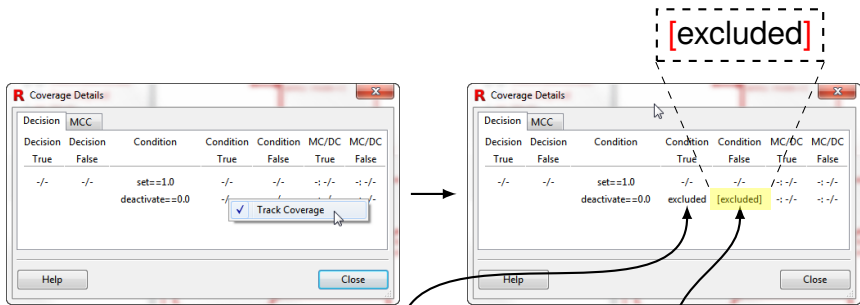 [excluded]
R Coverage Details
Decision MCC
Decision Decision Condition Condition Condition MC/DC MC/DC
True False True False True False
-/- -/- set==1.0 -/- -/- -: -/- -: -/-
deactivate==0.0
✓ Track Coverage
Help Close
R Coverage Details
Decision MCC
Decision Decision Condition Condition Condition MC/DC MC/DC
True False True False True False
-/- -/- set==1.0 -/- -/- -: -/- -: -/-
deactivate==0.0 excluded [excluded] -: -/- -: -/-
Help Close